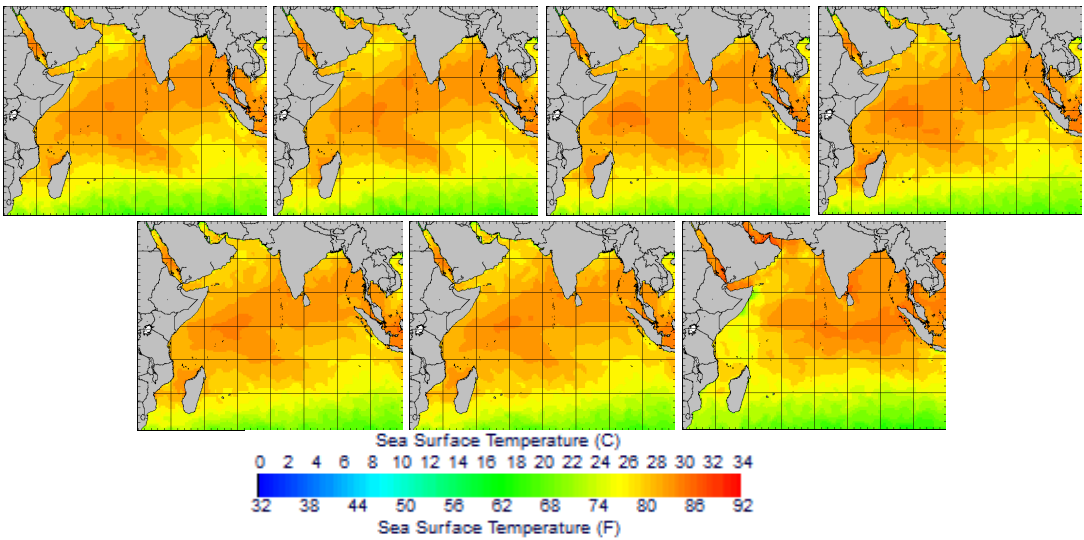 Sea Surface Temperature (C)
0 2 4 6 8 10 12 14 16 18 20 22 24 26 28 30 32 34
32 38 44 50 56 62 68 74 80 86 92
Sea Surface Temperature (F)